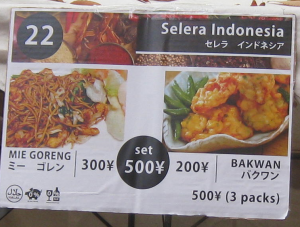 22
Selera Indonesia
セレラ インドネシア
MIE GORENG
ミー ゴレン
300¥
set
500¥
200¥
BAKWAN
バクワン
500¥ (3 packs)